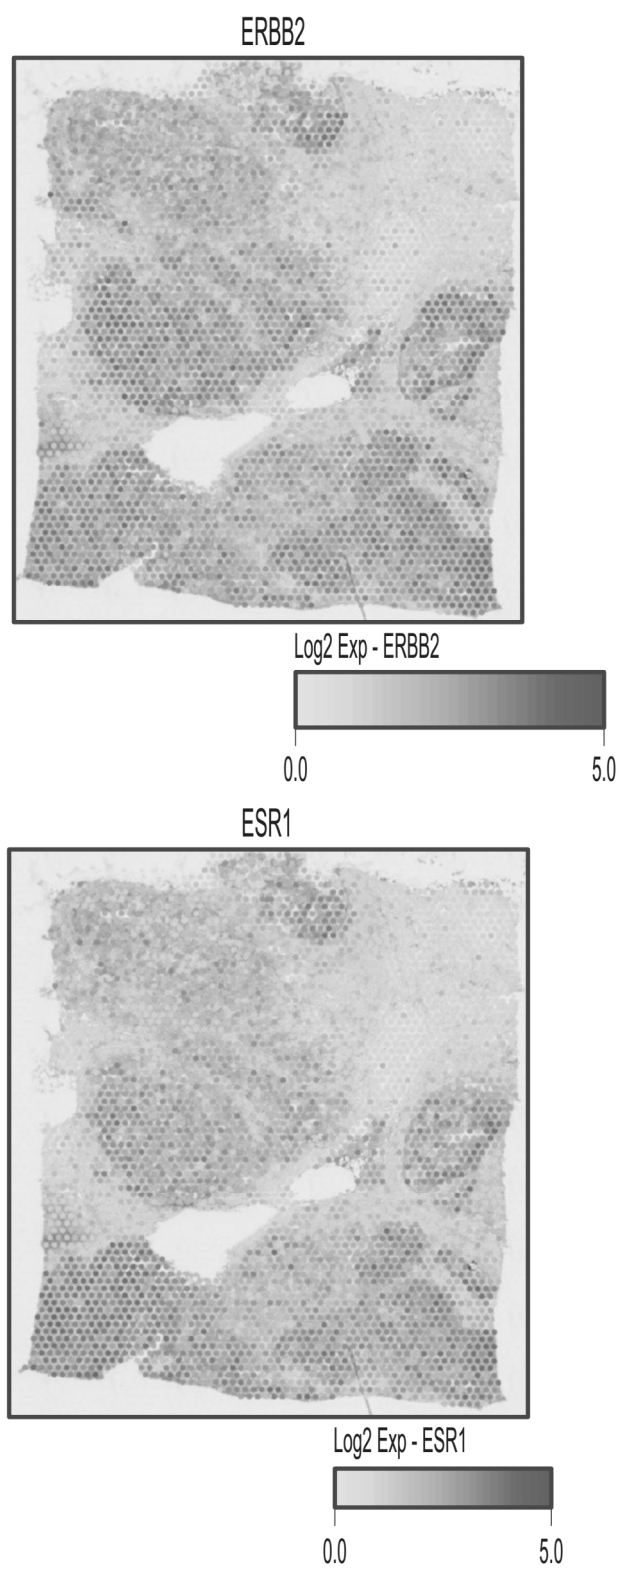 ERBB2
Log2 Exp - ERBB2
0.0 5.0
ESR1
Log2 Exp - ESR1
0.0 5.0